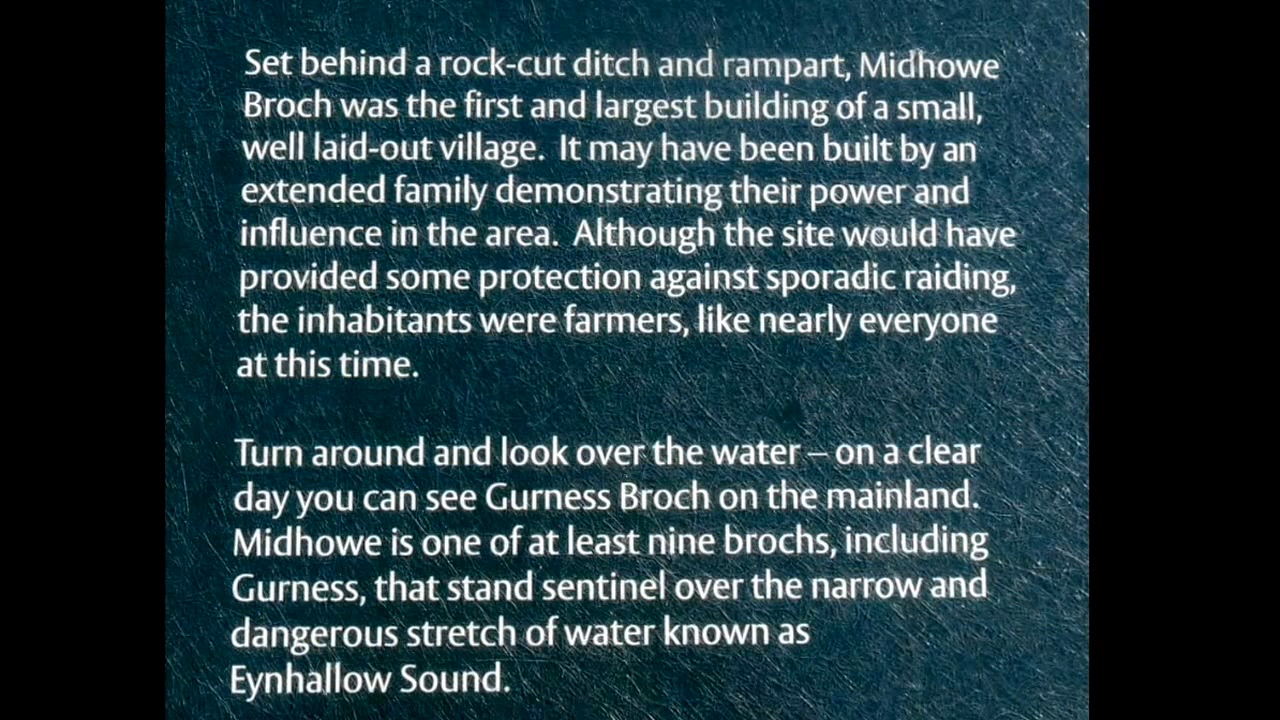 Set behind a rock-cut ditch and rampart, Midhowe
Broch was the first and largest building of a small,
well laid-out village. It may have been built by an
extended family demonstrating their power and
influence in the area. Although the site would have
provided some protection against sporadic raiding,
the inhabitants were farmers, like nearly everyone
at this time.
Turn around and look over the water – on a clear
day you can see Gurness Broch on the mainland.
Midhowe is one of at least nine brochs, including
Gurness, that stand sentinel over the narrow and
dangerous stretch of water known as
Eynhallow Sound.